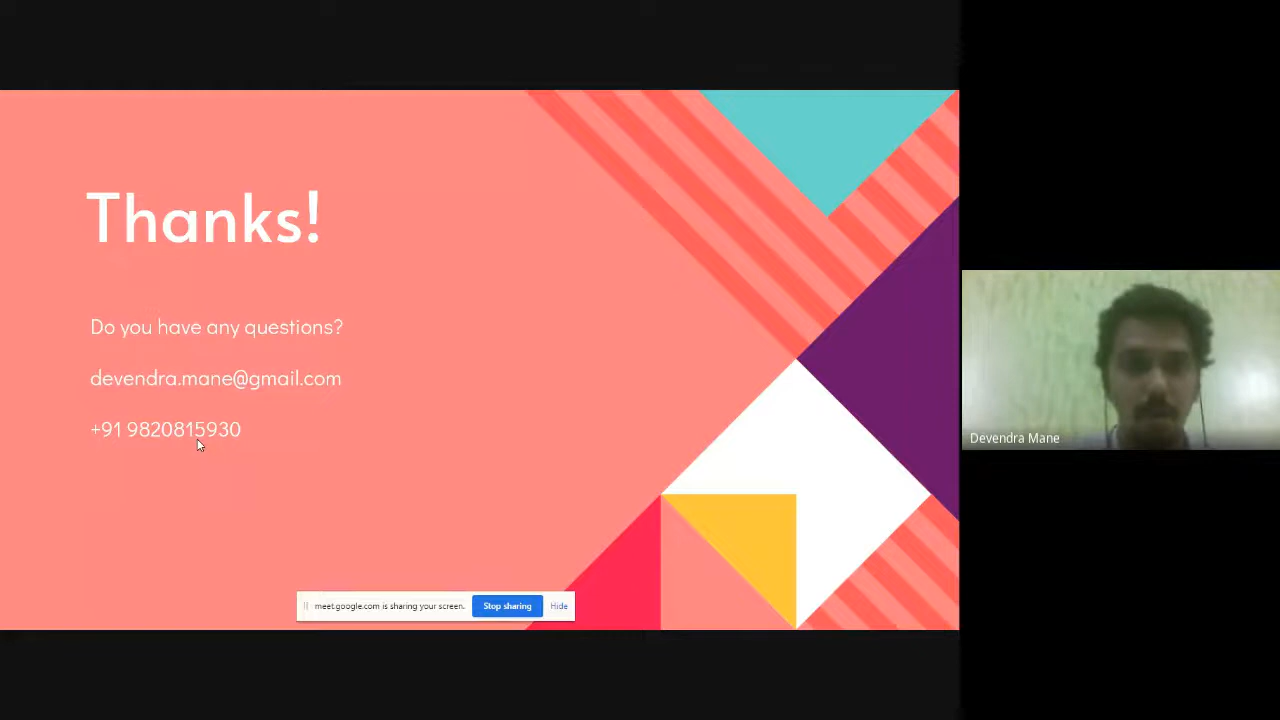 Thanks!
Do you have any questions?
devendra.mane@gmail.com
+91 9820815930
Devendra Mane
meet.google.com is sharing your screen.
Stop sharing
Hide